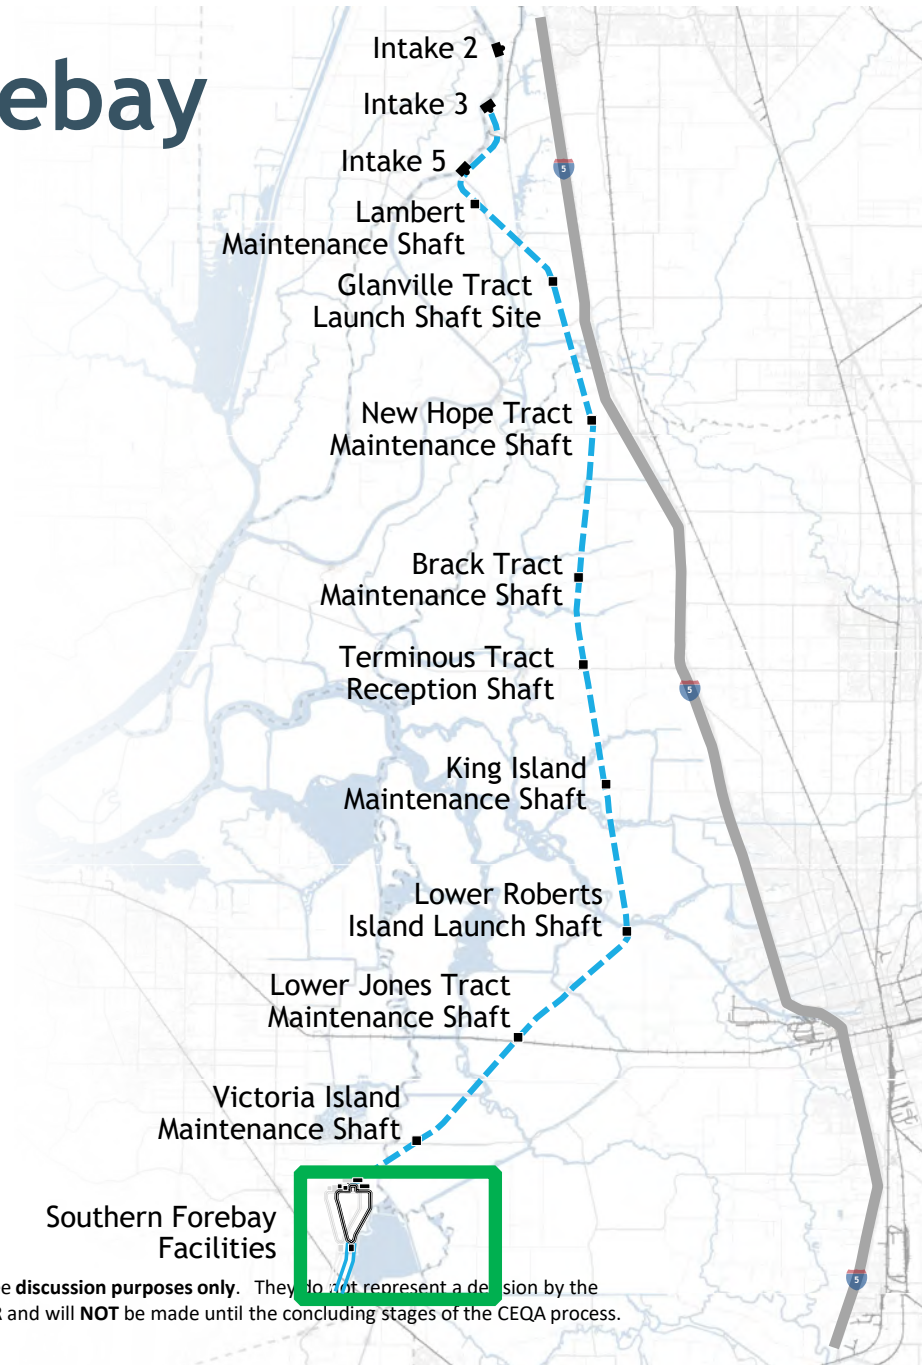 ebay
Intake 2
Intake 3
Intake 5
5
Lambert
Maintenance Shaft
Glanville Tract
Launch Shaft Site
New Hope Tract
Maintenance Shaft
Brack Tract
Maintenance Shaft
Terminous Tract
Reception Shaft
5
King Island
Maintenance Shaft
Lower Roberts
Island Launch Shaft
Lower Jones Tract
Maintenance Shaft
Victoria Island
Maintenance Shaft
Southern Forebay
Facilities
5
e discussion purposes only. They do not represent a decision by the
R and will NOT be made until the concluding stages of the CEQA process.